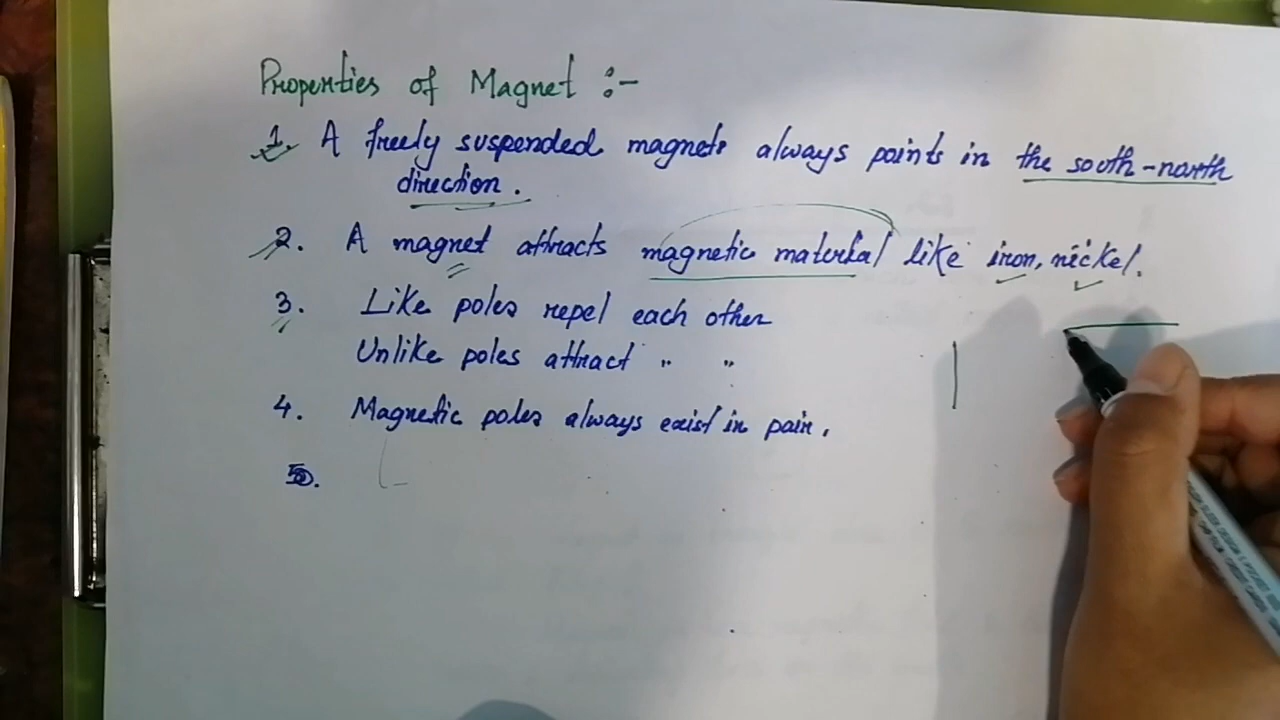 Properties of Magnet :-
1. A freely suspended magnets always points in the south-north
direction.
2. A magnet attracts magnetic material like iron, nickel.
3. Like poles repel each other
Unlike poles attract " "
4. Magnetic poles always exist in pair.
5.